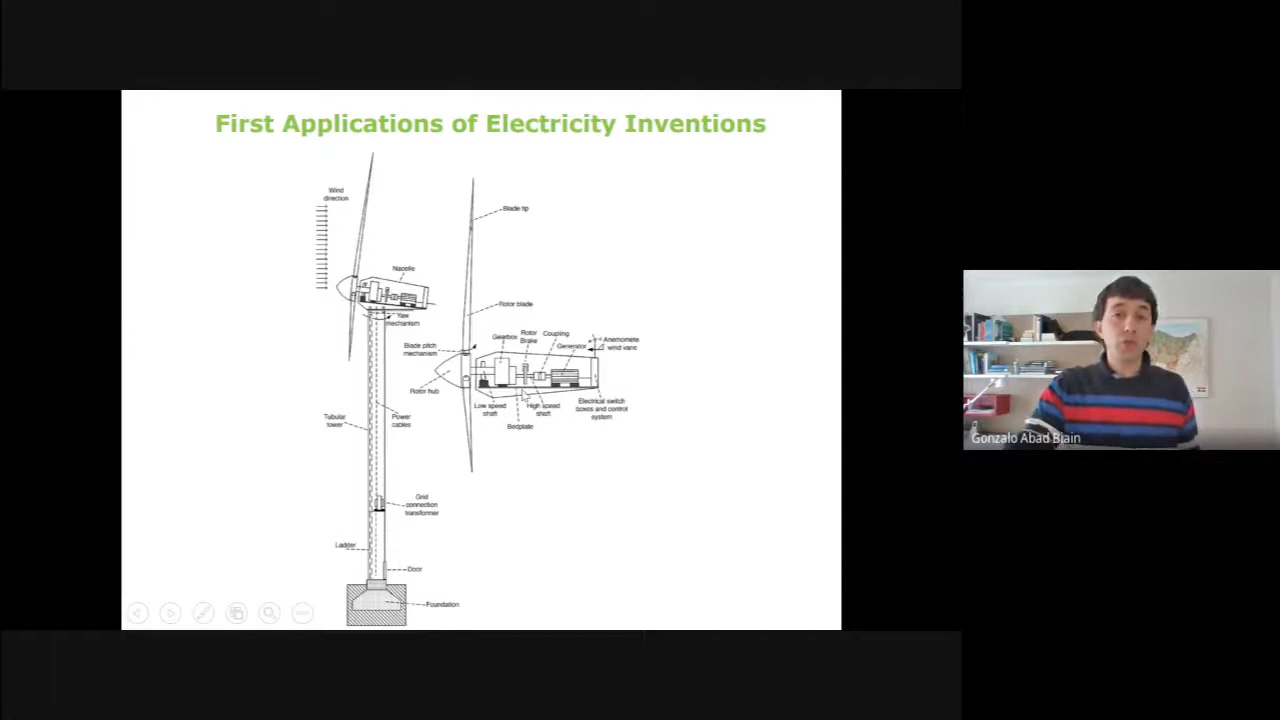 First Applications of Electricity Inventions
Wind
direction
Blade tip
Nacelle
Yaw
mechanism
Rotor blade
Gearbox
Rotor
Brake
Coupling
Generator
Anemomete
wind vane
Blade pitch
mechanism
Rotor hub
Low speed
shaft
High speed
shaft
Electrical switch
boxes and control
system
Bedplate
Tubular
tower
Power
cables
Grid
connection
transformer
Ladder
Door
Foundation
Gonzalo Abad Biain